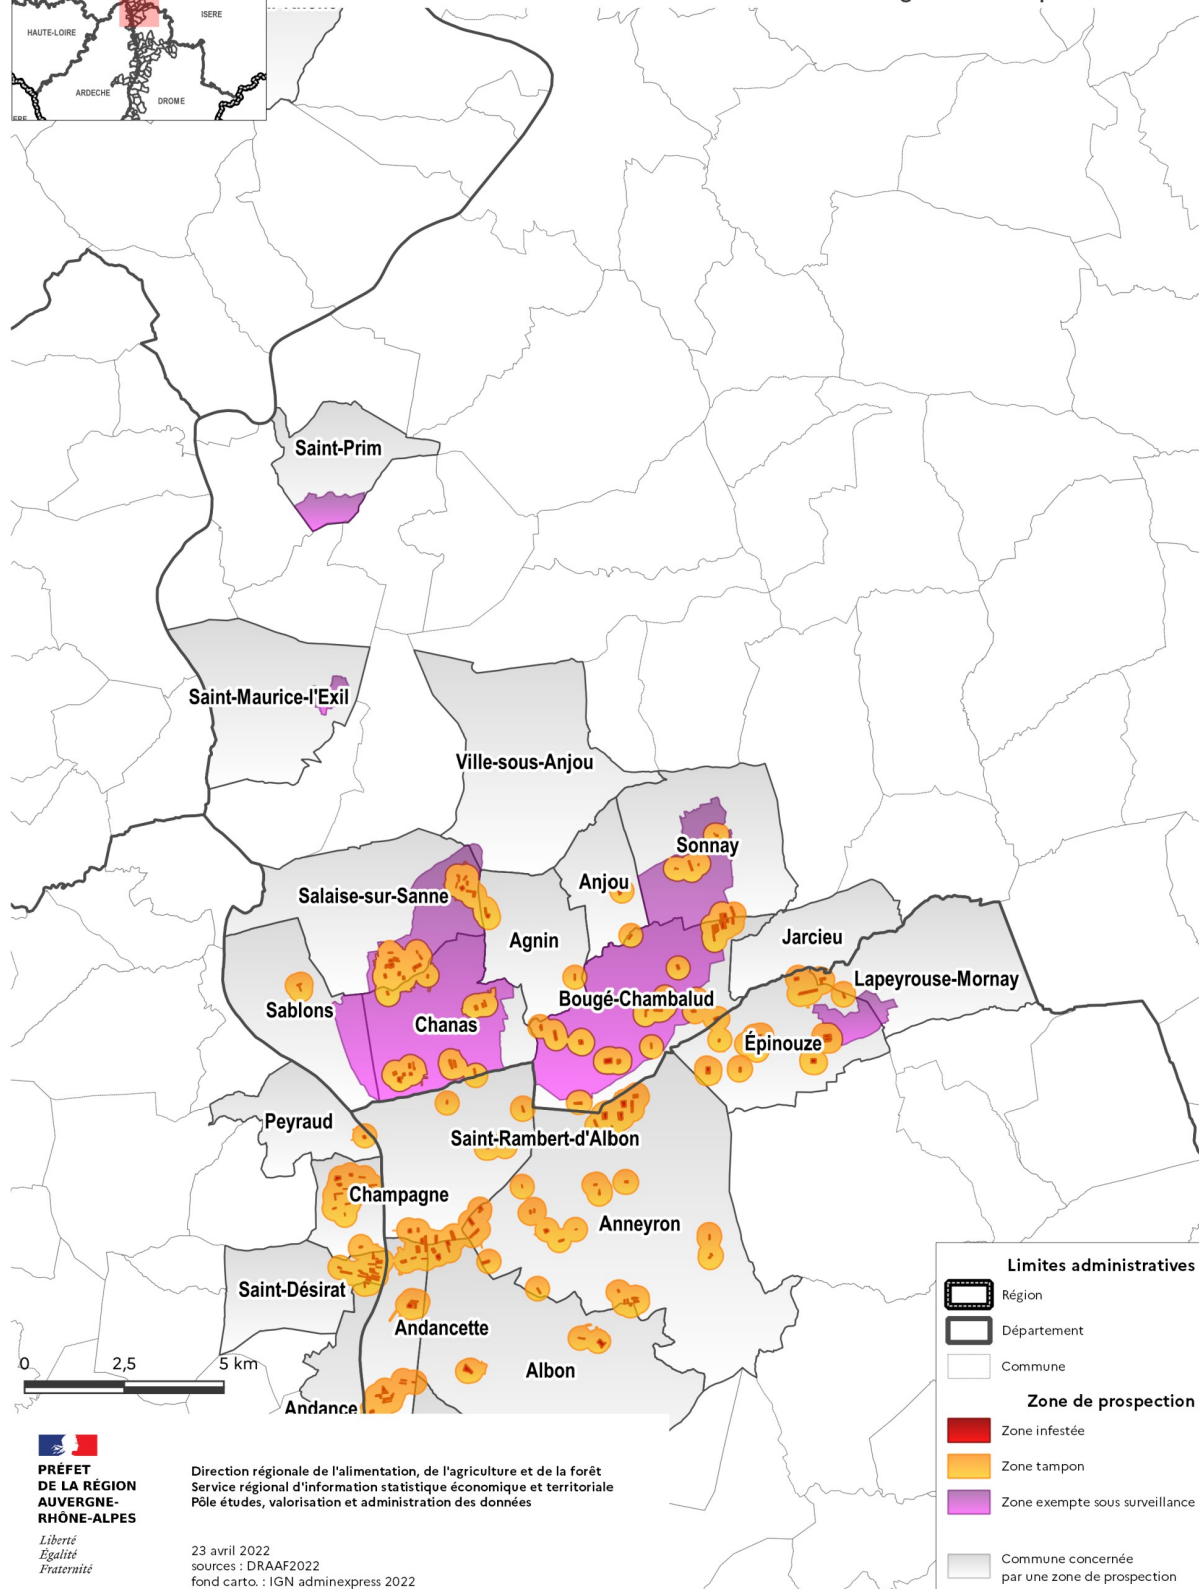 ISERE
HAUTE-LOIRE
ARDECHE
DROME
Saint-Prim
Saint-Maurice-l'Exil
Ville-sous-Anjou
Sonnay
Anjou
Salaise-sur-Sanne
Agnin
Jarcieu
Lapeyrouse-Mornay
Bougé-Chambalud
Sablons
Chanas
Épinouze
Peyraud
Saint-Rambert-d'Albon
Champagne
Anneyron
Saint-Désirat
Andancette
Albon
Andance
0 2,5 5 km
Limites administratives
Région
Département
Commune
Zone de prospection
Zone infestée
Zone tampon
Zone exempte sous surveillance
Commune concernée
par une zone de prospection
PRÉFET
DE LA RÉGION
AUVERGNE-
RHÔNE-ALPES
Liberté
Égalité
Fraternité
Direction régionale de l'alimentation, de l'agriculture et de la forêt
Service régional d'information statistique économique et territoriale
Pôle études, valorisation et administration des données
23 avril 2022
sources : DRAAF2022
fond carto. : IGN adminexpress 2022